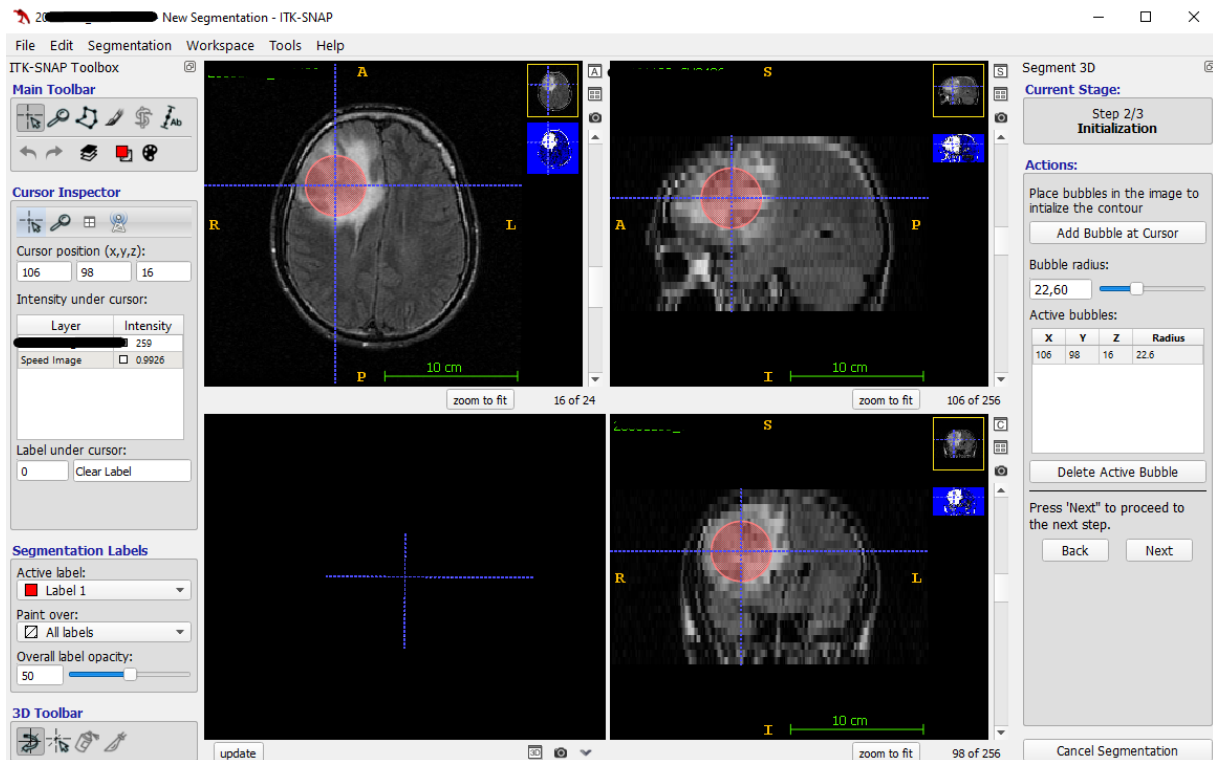 20 New Segmentation - ITK-SNAP
File Edit Segmentation Workspace Tools Help
ITK-SNAP Toolbox
Main Toolbar
Ab
Cursor Inspector
Cursor position (x,y,z):
106 98 16
Intensity under cursor:
Layer Intensity
259
Speed Image 0.9926
Label under cursor:
0 Clear Label
Segmentation Labels
Active label:
Label 1
Paint over:
All labels
Overall label opacity:
50
3D Toolbar
A
R
L
P
10 cm
A
zoom to fit 16 of 24
S
A
P
I
10 cm
S
zoom to fit 106 of 256
update
3D
S
R
L
I
10 cm
C
zoom to fit 98 of 256
Segment 3D
Current Stage:
Step 2/3
Initialization
Actions:
Place bubbles in the image to
intialize the contour
Add Bubble at Cursor
Bubble radius:
22,60
Active bubbles:
X Y Z Radius
106 98 16 22.6
Delete Active Bubble
Press 'Next" to proceed to
the next step.
Back Next
Cancel Segmentation